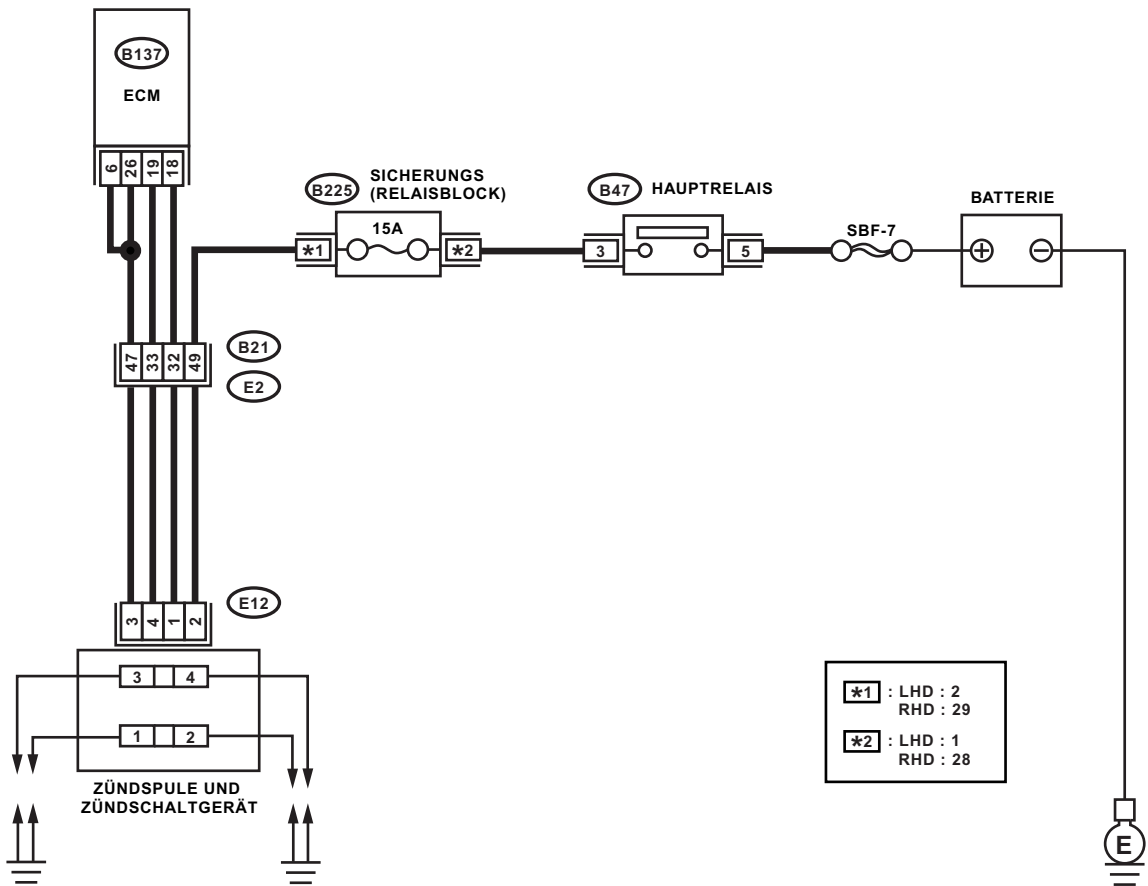 B137
ECM
6 26 19 18
B225
SICHERUNGS
(RELAISBLOCK)
15A
*1
*2
B47
HAUPTRELAIS
3
5
SBF-7
BATTERIE
+ −
47 33 32 49
B21
E2
3 4 1 2
E12
3 4
1 2
ZÜNDSPULE UND
ZÜNDSCHALTGERÄT
*1 : LHD : 2
RHD : 29
*2 : LHD : 1
RHD : 28
E